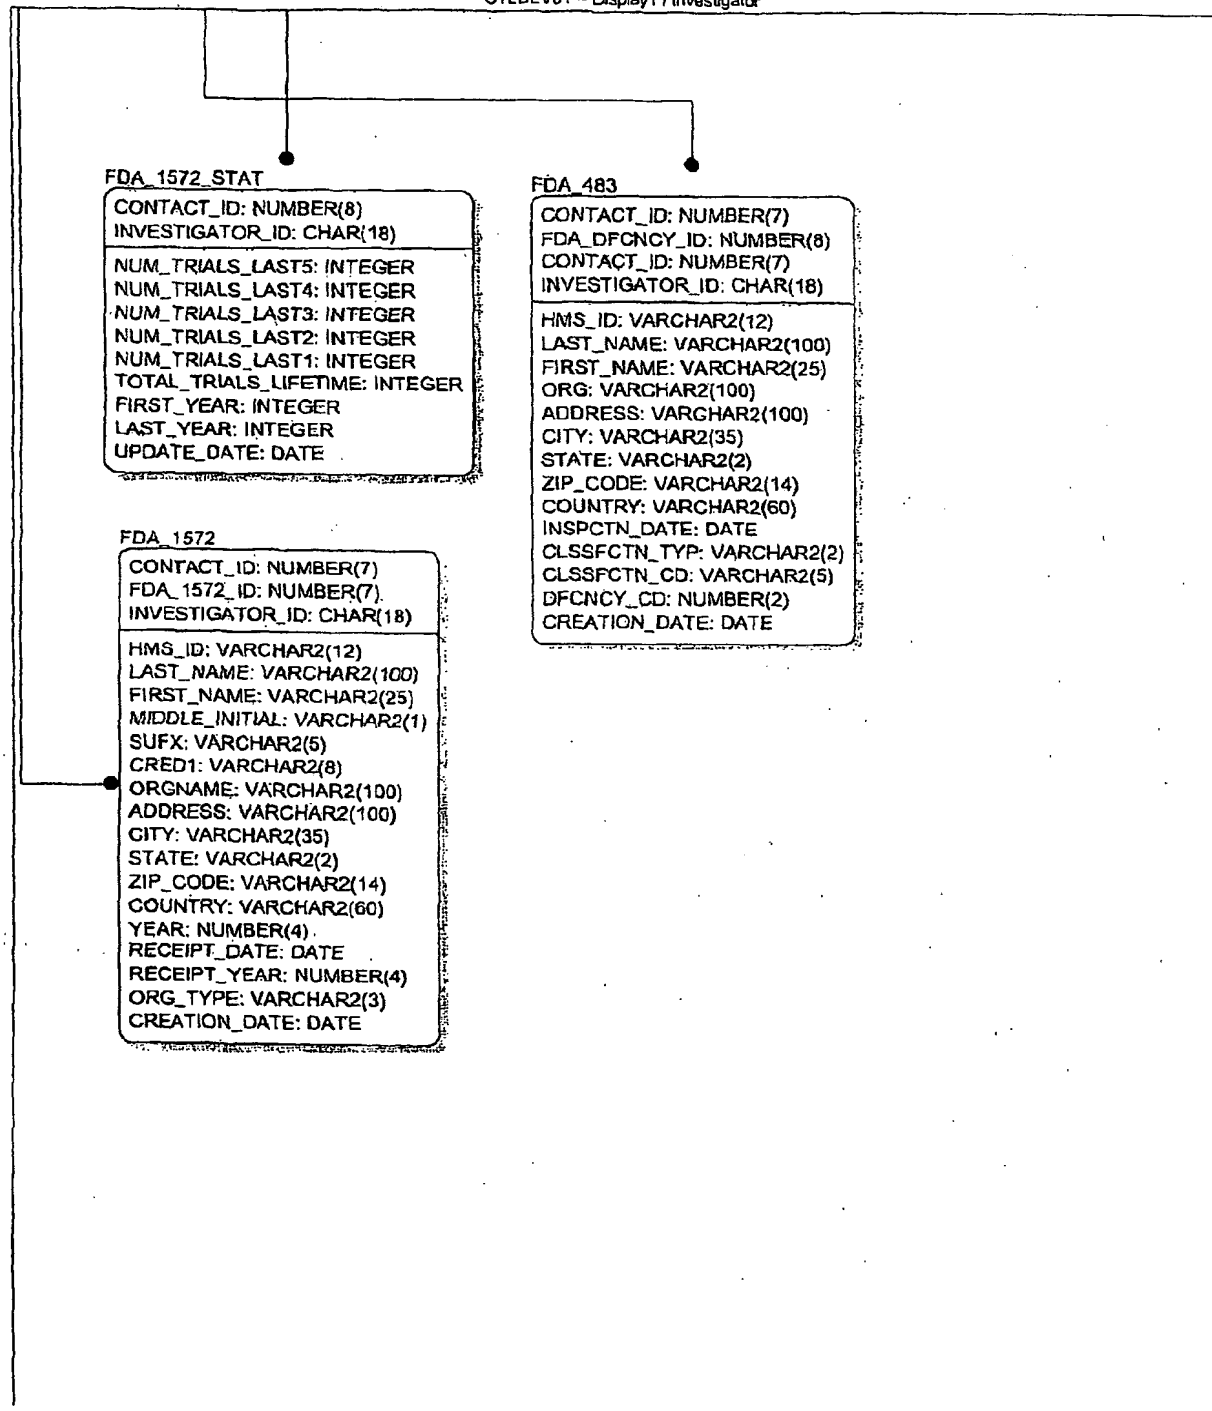 Display17 / Investigator
FDA_1572_STAT
CONTACT_ID: NUMBER(8)
INVESTIGATOR_ID: CHAR(18)
NUM_TRIALS_LAST5: INTEGER
NUM_TRIALS_LAST4: INTEGER
NUM_TRIALS_LAST3: INTEGER
NUM_TRIALS_LAST2: INTEGER
NUM_TRIALS_LAST1: INTEGER
TOTAL_TRIALS_LIFETIME: INTEGER
FIRST_YEAR: INTEGER
LAST_YEAR: INTEGER
UPDATE_DATE: DATE
FDA_483
CONTACT_ID: NUMBER(7)
FDA_DFCNCY_ID: NUMBER(8)
CONTACT_ID: NUMBER(7)
INVESTIGATOR_ID: CHAR(18)
HMS_ID: VARCHAR2(12)
LAST_NAME: VARCHAR2(100)
FIRST_NAME: VARCHAR2(25)
ORG: VARCHAR2(100)
ADDRESS: VARCHAR2(100)
CITY: VARCHAR2(35)
STATE: VARCHAR2(2)
ZIP_CODE: VARCHAR2(14)
COUNTRY: VARCHAR2(60)
INSPCTN_DATE: DATE
CLSSFCTN_TYP: VARCHAR2(2)
CLSSFCTN_CD: VARCHAR2(5)
DFCNCY_CD: NUMBER(2)
CREATION_DATE: DATE
FDA_1572
CONTACT_ID: NUMBER(7)
FDA_1572_ID: NUMBER(7)
INVESTIGATOR_ID: CHAR(18)
HMS_ID: VARCHAR2(12)
LAST_NAME: VARCHAR2(100)
FIRST_NAME: VARCHAR2(25)
MIDDLE_INITIAL: VARCHAR2(1)
SUFX: VARCHAR2(5)
CRED1: VARCHAR2(8)
ORGNAME: VARCHAR2(100)
ADDRESS: VARCHAR2(100)
CITY: VARCHAR2(35)
STATE: VARCHAR2(2)
ZIP_CODE: VARCHAR2(14)
COUNTRY: VARCHAR2(60)
YEAR: NUMBER(4)
RECEIPT_DATE: DATE
RECEIPT_YEAR: NUMBER(4)
ORG_TYPE: VARCHAR2(3)
CREATION_DATE: DATE